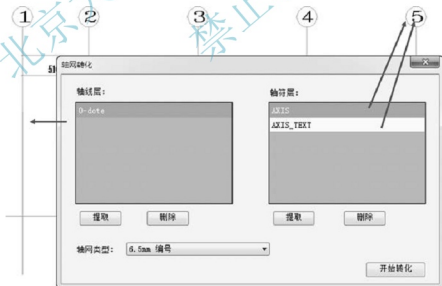 ① ② ③ ④ ⑤
轴网转化
轴线层:
轴符层:
0-dote
AXIS
AXIS_TEXT
提取 删除 提取 删除
轴网类型: 6.5mm 编号
开始转化